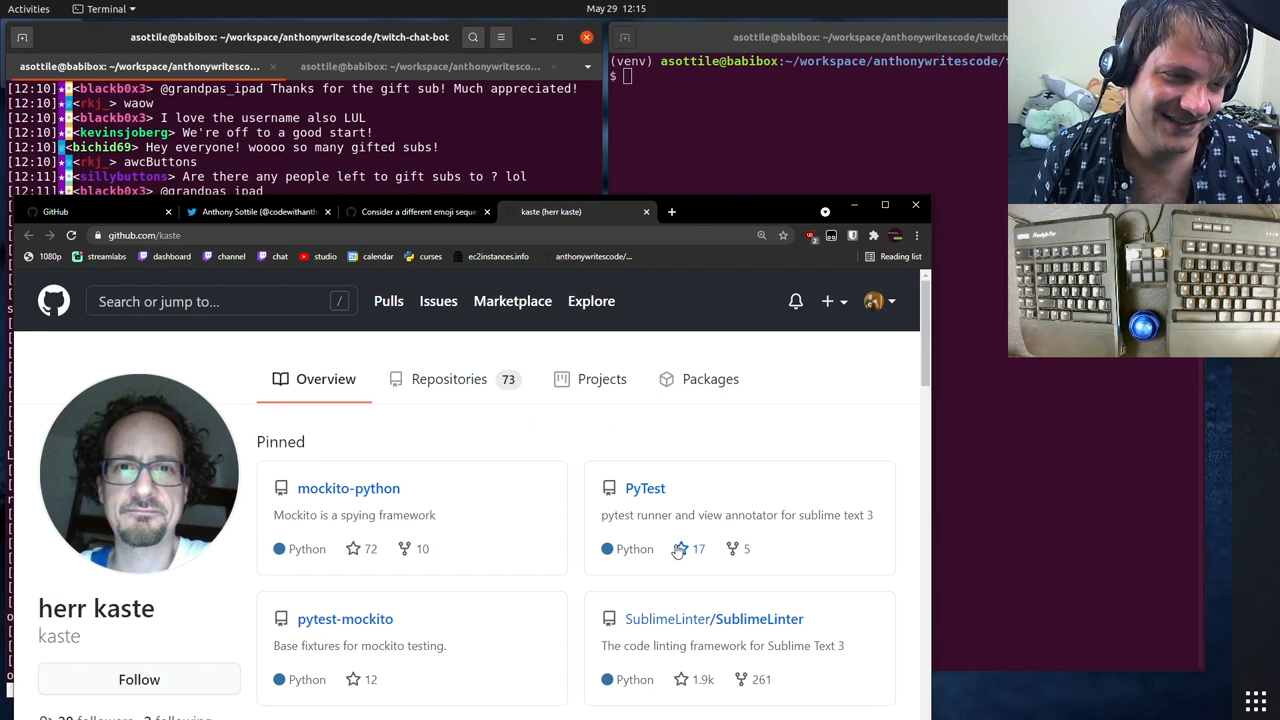 Activities
Terminal
May 29 12:15
asottile@babibox: ~/workspace/anthonywritescode/twitch-chat-bot
asottile@babibox: ~/workspace/anthonywritesco...
asottile@babibox: ~/workspace/anthonywritesco...
[12:10] <blackb0x3> @grandpas_ipad Thanks for the gift sub! Much appreciated!
[12:10] <rkj_> waow
[12:10] <blackb0x3> I love the username also LUL
[12:10] <kevinsjoberg> We're off to a good start!
[12:10] <bichid69> Hey everyone! woooo so many gifted subs!
[12:10] <rkj_> awcButtons
[12:11] <sillybuttons> Are there any people left to gift subs to ? lol
[12:11] <blackb0x3> @grandpas_ipad
asottile@babibox: ~/workspace/anthonywritescode/twitch-c
(venv) asottile@babibox:~/workspace/anthonywritescode/t
$
GitHub
Anthony Sottile (@codewithanth
Consider a different emoji seque
kaste (herr kaste)
github.com/kaste
1080p
streamlabs
dashboard
channel
chat
studio
calendar
curses
ec2instances.info
anthonywritescode/...
Reading list
Search or jump to...
/
Pulls
Issues
Marketplace
Explore
Overview
Repositories 73
Projects
Packages
Pinned
mockito-python
Mockito is a spying framework
Python 72 10
PyTest
pytest runner and view annotator for sublime text 3
Python 17 5
pytest-mockito
Base fixtures for mockito testing.
Python 12
SublimeLinter/SublimeLinter
The code linting framework for Sublime Text 3
Python 1.9k 261
herr kaste
kaste
Follow